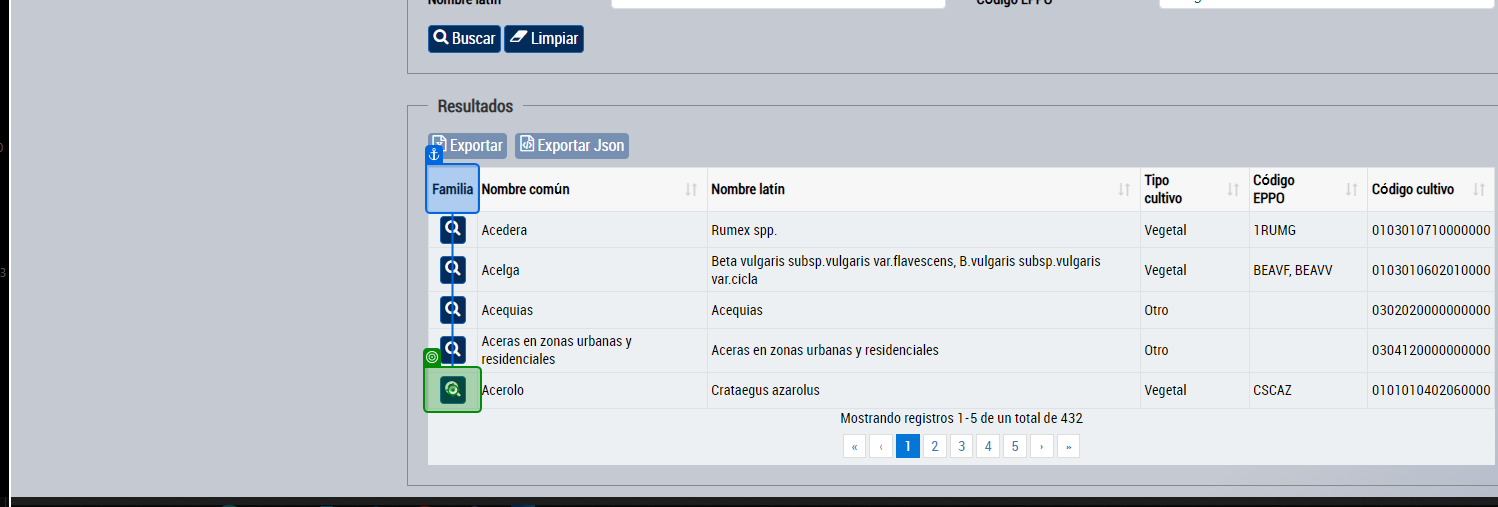 Nombre latín
Código EPPO
Buscar Limpiar
Resultados
Exportar Exportar Json
Familia Nombre común Nombre latín Tipo cultivo Código EPPO Código cultivo
Acedera Rumex spp. Vegetal 1RUMG 0103010710000000
Acelga Beta vulgaris subsp.vulgaris var.flavescens, B.vulgaris subsp.vulgaris var.cicla Vegetal BEAVF, BEAVV 0103010602010000
Acequias Acequias Otro 0302020000000000
Aceras en zonas urbanas y residenciales Aceras en zonas urbanas y residenciales Otro 0304120000000000
Acerolo Crataegus azarolus Vegetal CSCAZ 0101010402060000
Mostrando registros 1-5 de un total de 432
« ‹ 1 2 3 4 5 › »